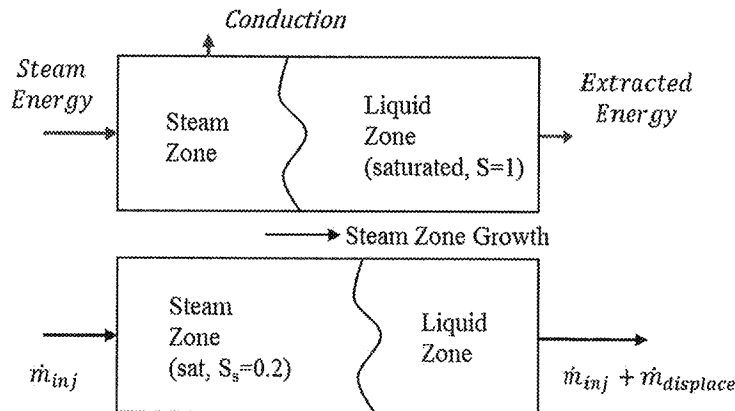 Conduction
Steam
Energy
Steam
Zone
Liquid
Zone
(saturated, S=1)
Extracted
Energy
Steam Zone Growth
Steam
Zone
(sat, Sₛ=0.2)
Liquid
Zone
ṁ_inj
ṁ_inj + ṁ_displace